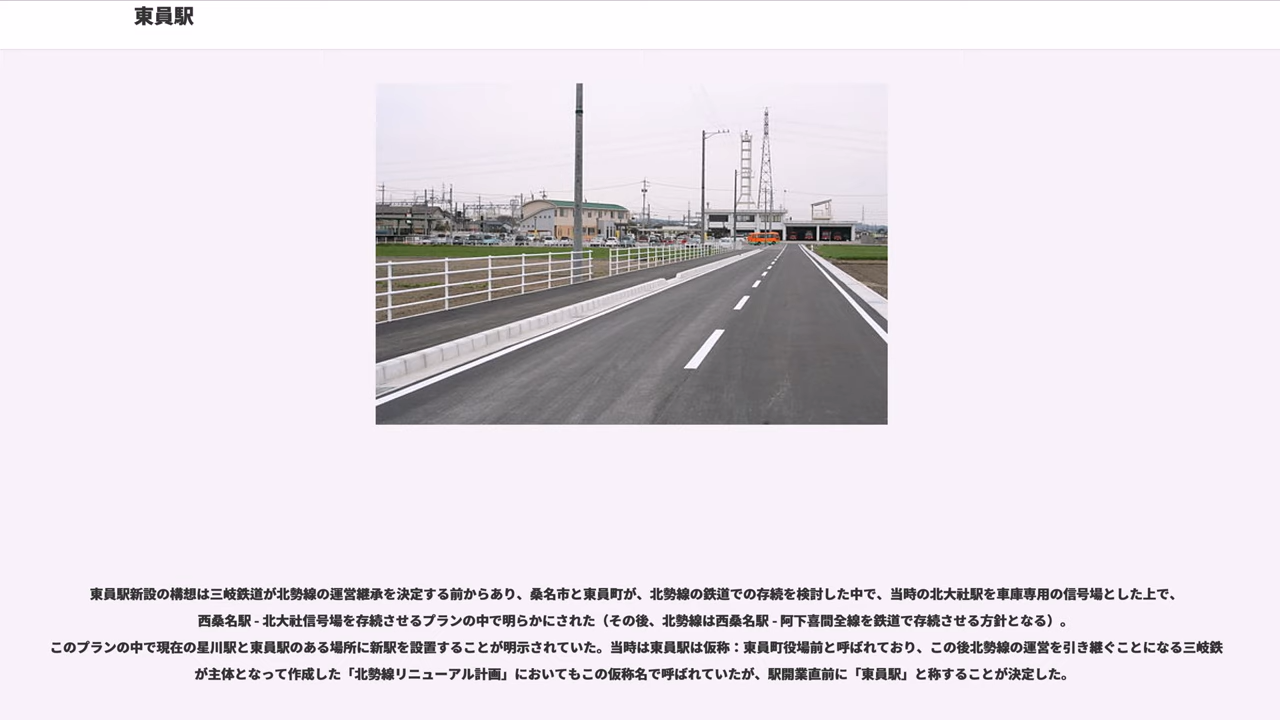 東員駅
東員駅新設の構想は三岐鉄道が北勢線の運営継承を決定する前からあり、桑名市と東員町が、北勢線の鉄道での存続を検討した中で、当時の北大社駅を車庫専用の信号場とした上で、
西桑名駅 - 北大社信号場を存続させるプランの中で明らかにされた（その後、北勢線は西桑名駅 - 阿下喜間全線を鉄道で存続させる方針となる）。
このプランの中で現在の星川駅と東員駅のある場所に新駅を設置することが明示されていた。当時は東員駅は仮称：東員町役場前と呼ばれており、この後北勢線の運営を引き継ぐことになる三岐鉄
が主体となって作成した「北勢線リニューアル計画」においてもこの仮称名で呼ばれていたが、駅開業直前に「東員駅」と称することが決定した。